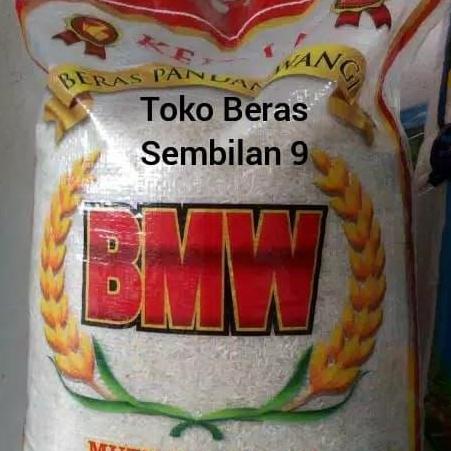 BERAS PANDAN WANGI
Toko Beras
Sembilan 9
BMW